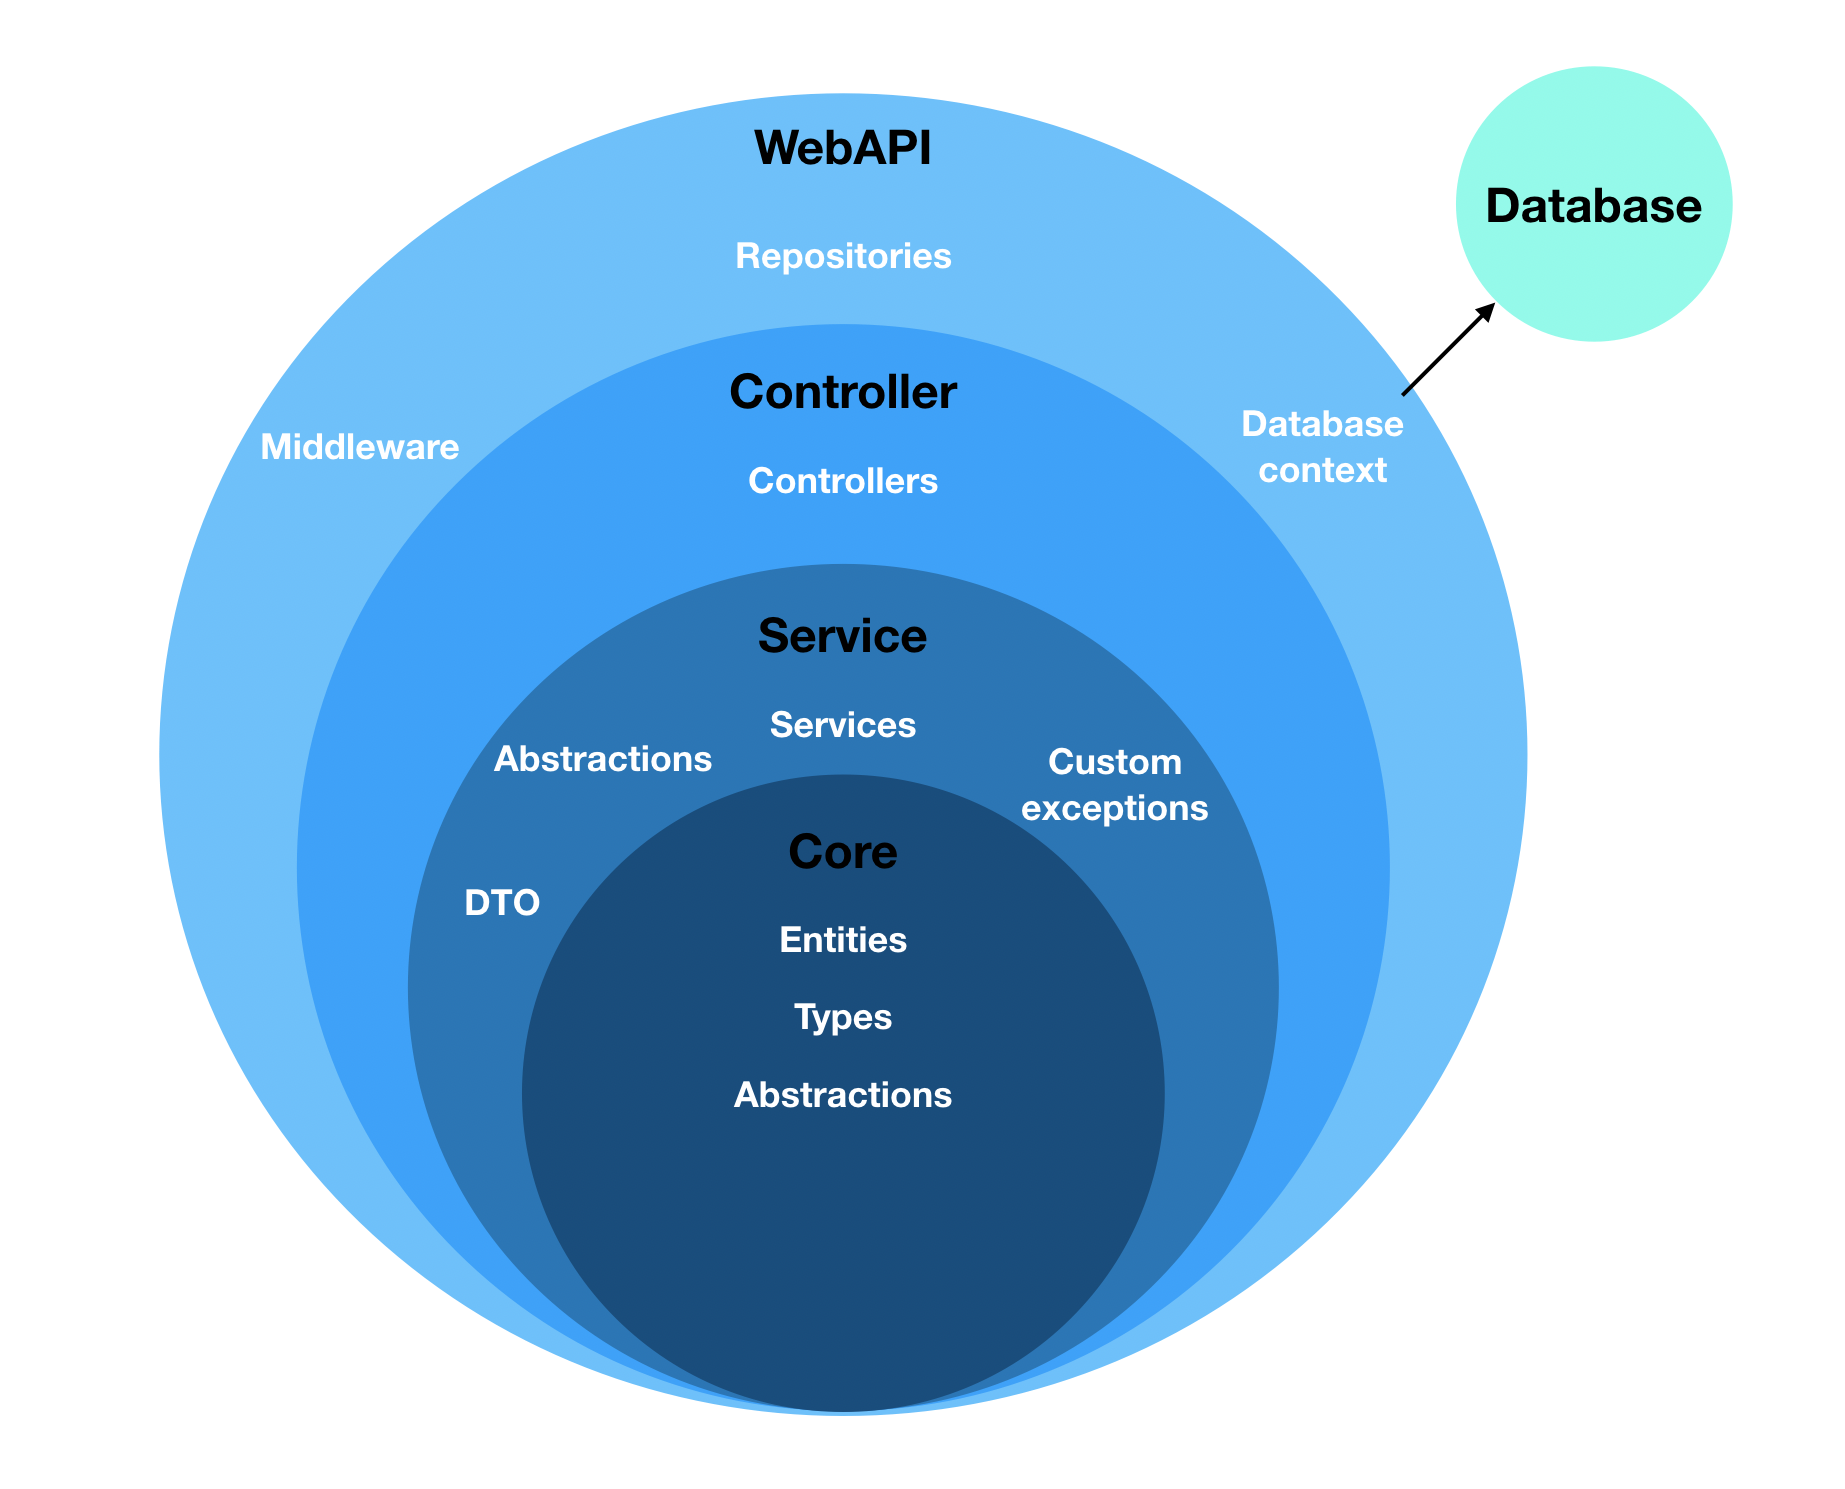 WebAPI
Database
Repositories
Middleware
Database
context
Controller
Controllers
Service
Services
Abstractions
Custom
exceptions
DTO
Core
Entities
Types
Abstractions